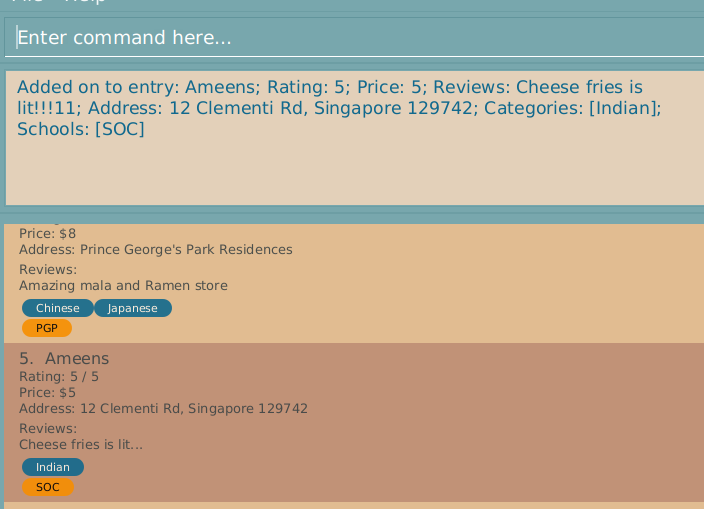 Enter command here...
Added on to entry: Ameens; Rating: 5; Price: 5; Reviews: Cheese fries is
lit!!!11; Address: 12 Clementi Rd, Singapore 129742; Categories: [Indian];
Schools: [SOC]
Price: $8
Address: Prince George's Park Residences
Reviews:
Amazing mala and Ramen store
Chinese Japanese
PGP
5. Ameens
Rating: 5 / 5
Price: $5
Address: 12 Clementi Rd, Singapore 129742
Reviews:
Cheese fries is lit...
Indian
SOC